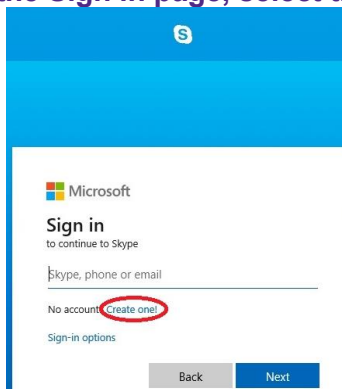 the Sign in page, select
S
Microsoft
Sign in
to continue to Skype
Skype, phone or email
No account? Create one!
Sign-in options
Back Next